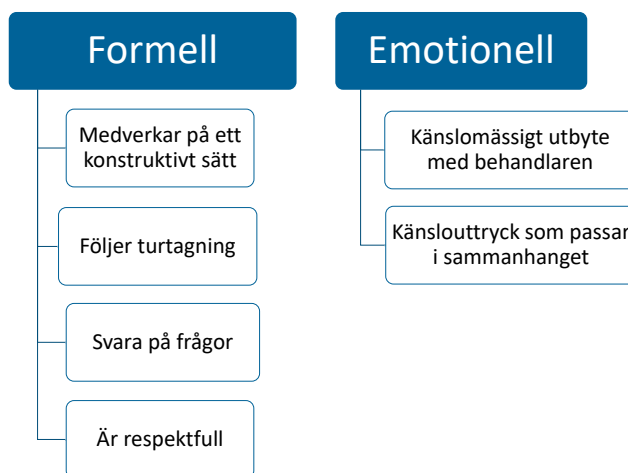 Formell
Medverkar på ett
konstruktivt sätt
Följer turtagning
Svara på frågor
Är respektfull
Emotionell
Känslomässigt utbyte
med behandlaren
Känslouttryck som passar
i sammanhanget